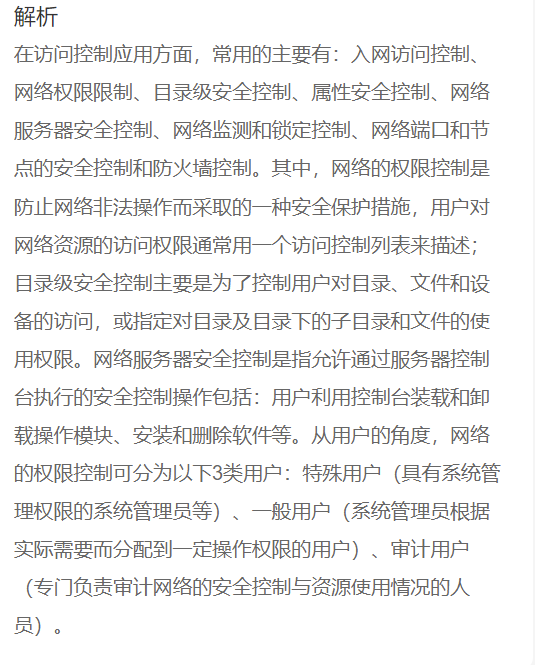 解析
在访问控制应用方面，常用的主要有：入网访问控制、
网络权限限制、目录级安全控制、属性安全控制、网络
服务器安全控制、网络监测和锁定控制、网络端口和节
点的安全控制和防火墙控制。其中，网络的权限控制是
防止网络非法操作而采取的一种安全保护措施，用户对
网络资源的访问权限通常用一个访问控制列表来描述；
目录级安全控制主要是为了控制用户对目录、文件和设
备的访问，或指定对目录及目录下的子目录和文件的使
用权限。网络服务器安全控制是指允许通过服务器控制
台执行的安全控制操作包括：用户利用控制台装载和卸
载操作模块、安装和删除软件等。从用户的角度，网络
的权限控制可分为以下3类用户：特殊用户（具有系统管
理权限的系统管理员等）、一般用户（系统管理员根据
实际需要而分配到一定操作权限的用户）、审计用户
（专门负责审计网络的安全控制与资源使用情况的人
员）。